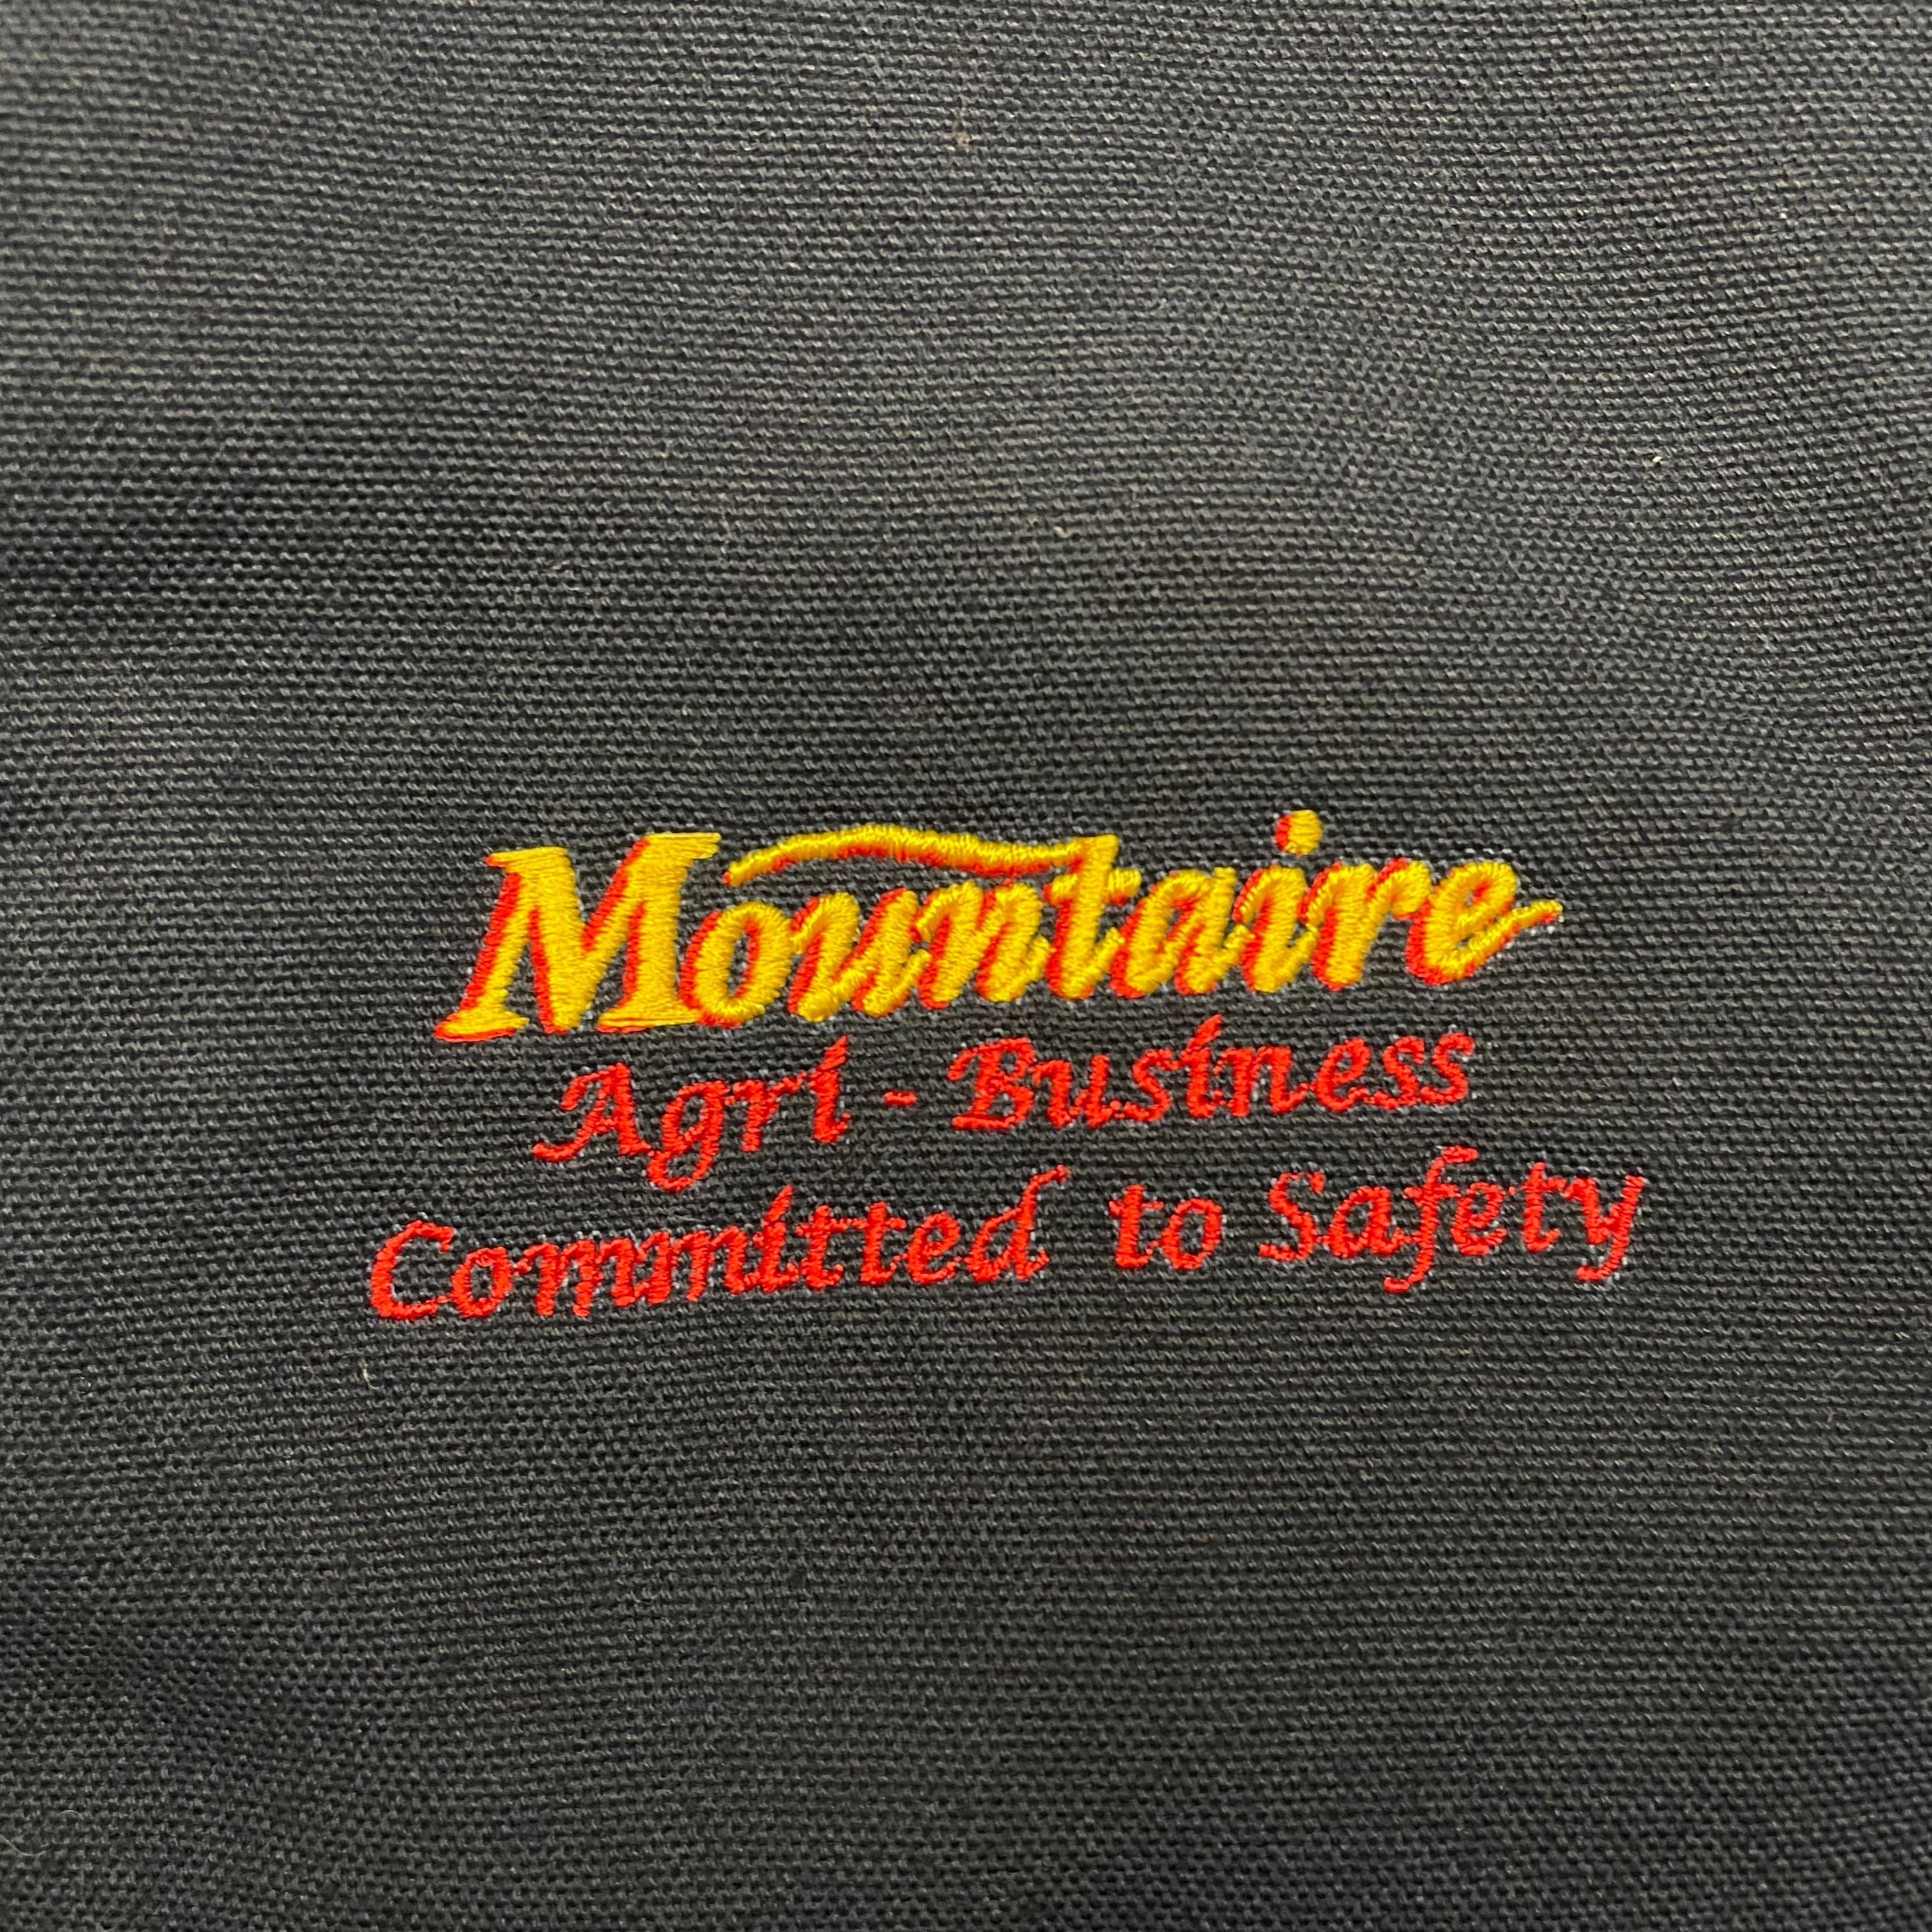 Mountaire
Agri - Business
Committed to Safety